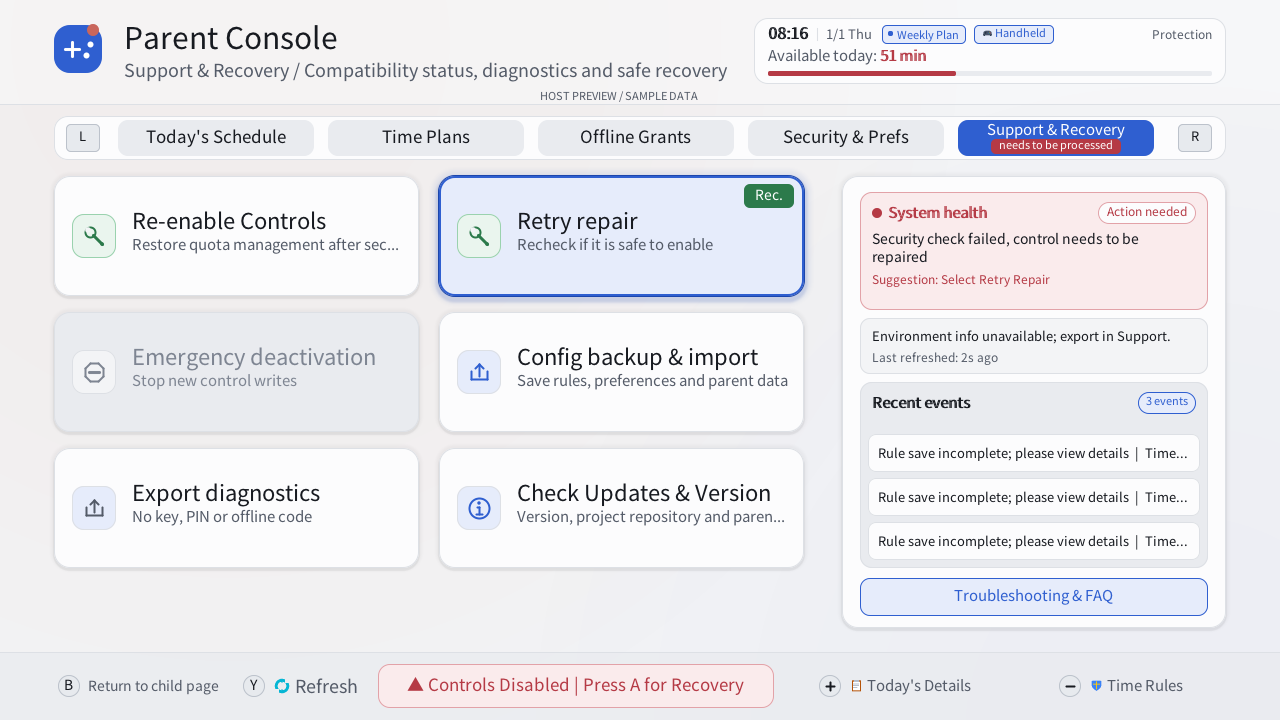 Parent Console
Support & Recovery / Compatibility status, diagnostics and safe recovery
08:16 1/1 Thu Weekly Plan Handheld Protection
Available today: 51 min
HOST PREVIEW / SAMPLE DATA
L Today's Schedule Time Plans Offline Grants Security & Prefs Support & Recovery R
needs to be processed
Re-enable Controls
Restore quota management after sec...
Rec.
Retry repair
Recheck if it is safe to enable
Emergency deactivation
Stop new control writes
Config backup & import
Save rules, preferences and parent data
Export diagnostics
No key, PIN or offline code
Check Updates & Version
Version, project repository and paren...
System health Action needed
Security check failed, control needs to be
repaired
Suggestion: Select Retry Repair
Environment info unavailable; export in Support.
Last refreshed: 2s ago
Recent events 3 events
Rule save incomplete; please view details | Time...
Rule save incomplete; please view details | Time...
Rule save incomplete; please view details | Time...
Troubleshooting & FAQ
B Return to child page Y Refresh Controls Disabled | Press A for Recovery + Today's Details − Time Rules